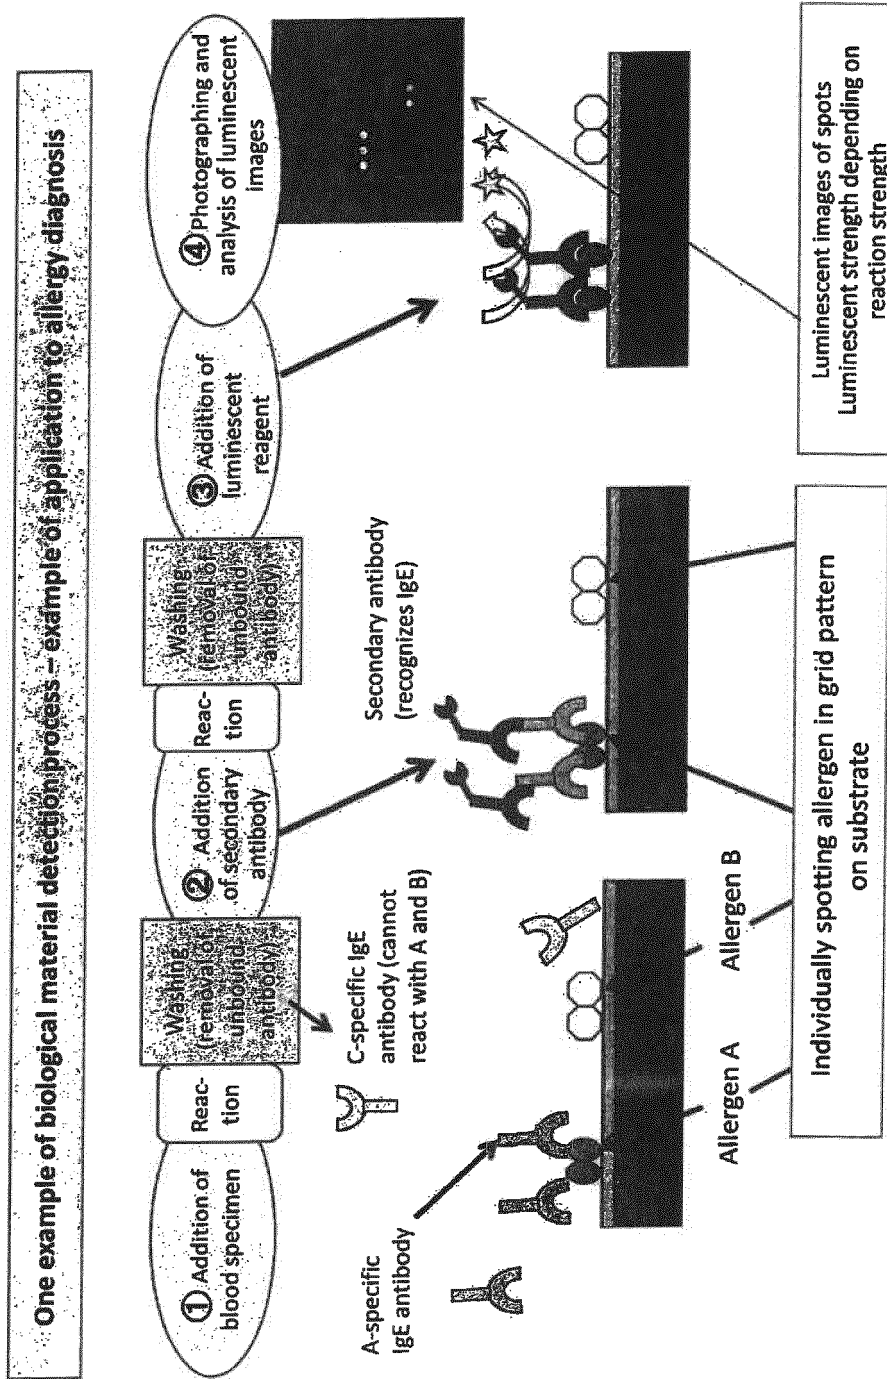 One example of biological material detection process – example of application to allergy diagnosis
① Addition of
blood specimen
Reac-
tion
Washing
(removal of
unbound
antibody)
② Addition
of secondary
antibody
Reac-
tion
Washing
(removal of
unbound
antibody)
③ Addition of
luminescent
reagent
④ Photographing and
analysis of luminescent
images
A-specific
IgE antibody
C-specific IgE
antibody (cannot
react with A and B)
Secondary antibody
(recognizes IgE)
Allergen A
Allergen B
Individually spotting allergen in grid pattern
on substrate
Luminescent images of spots
Luminescent strength depending on
reaction strength